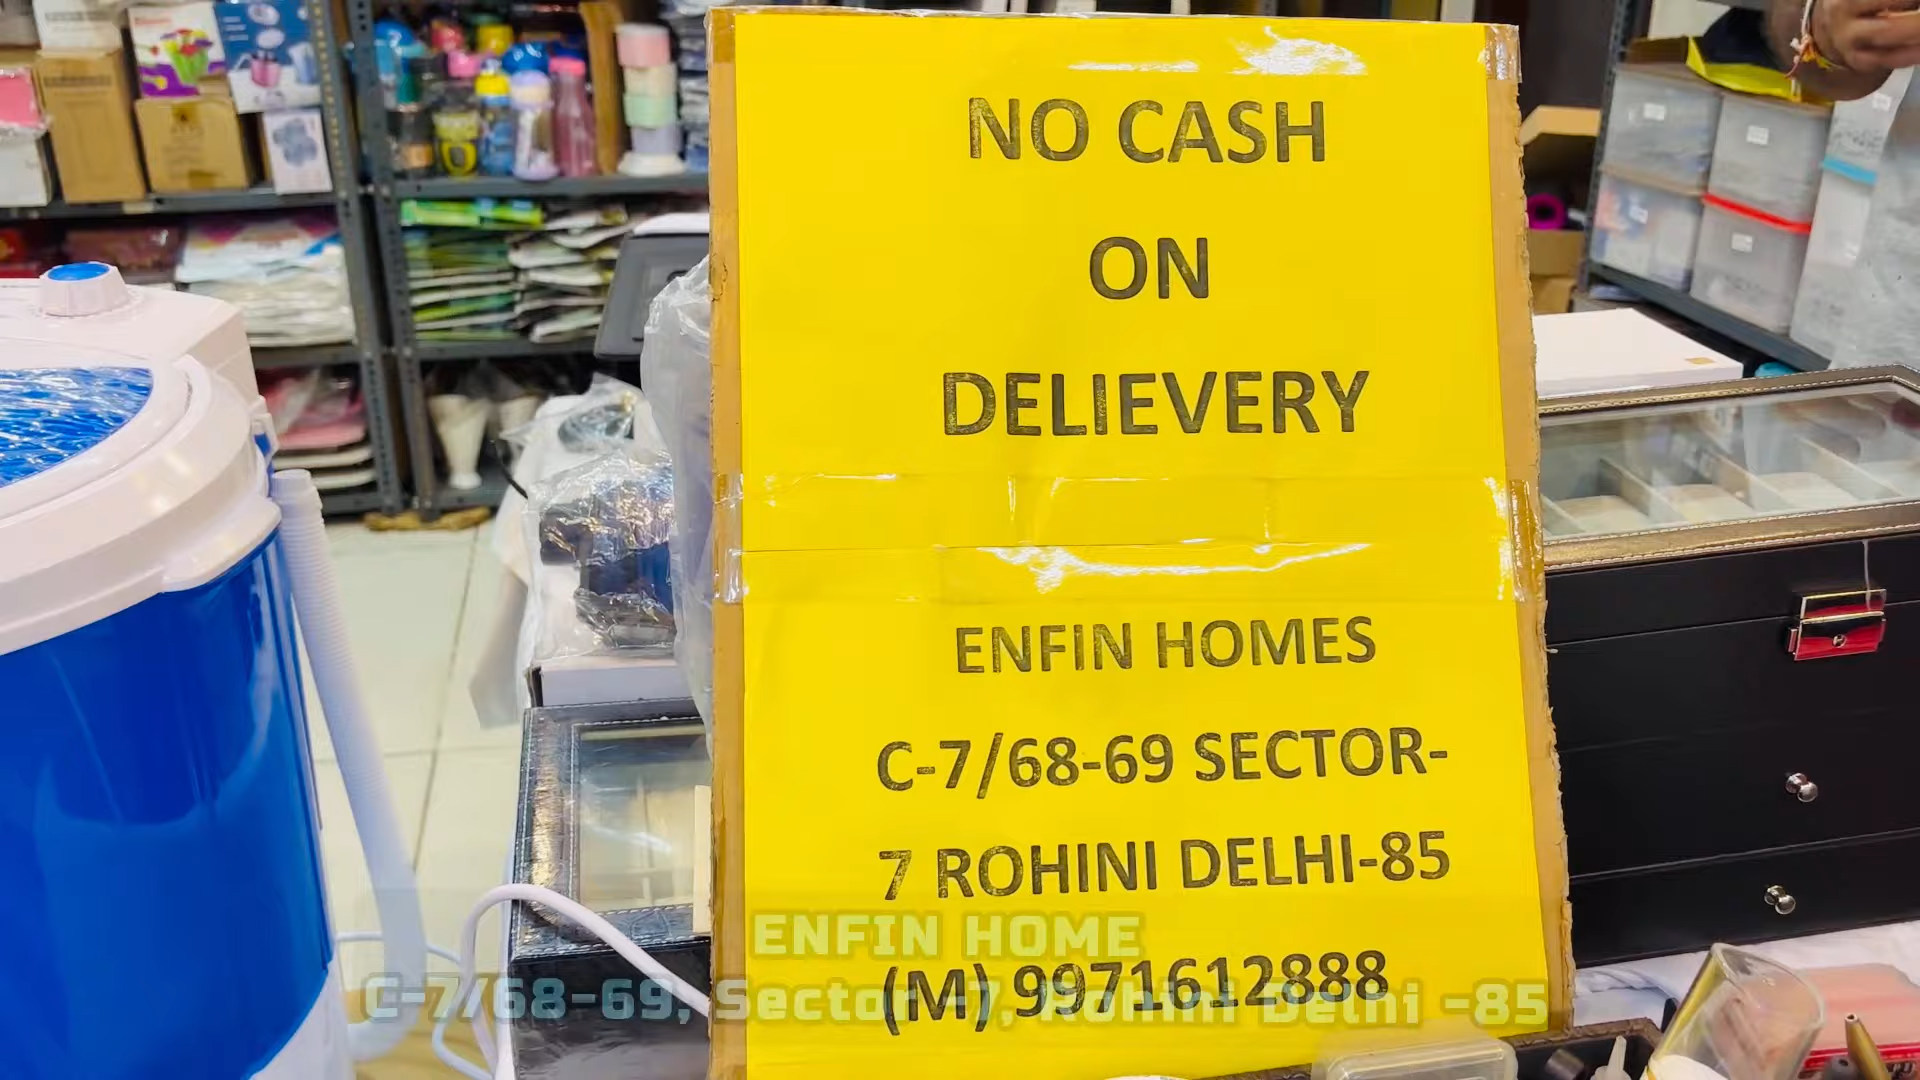 NO CASH
ON
DELIEVERY
ENFIN HOMES
C-7/68-69 SECTOR-
7 ROHINI DELHI-85
(M) 9971612888
ENFIN HOME
C-7/68-69, Sector -7, Rohini Delhi -85